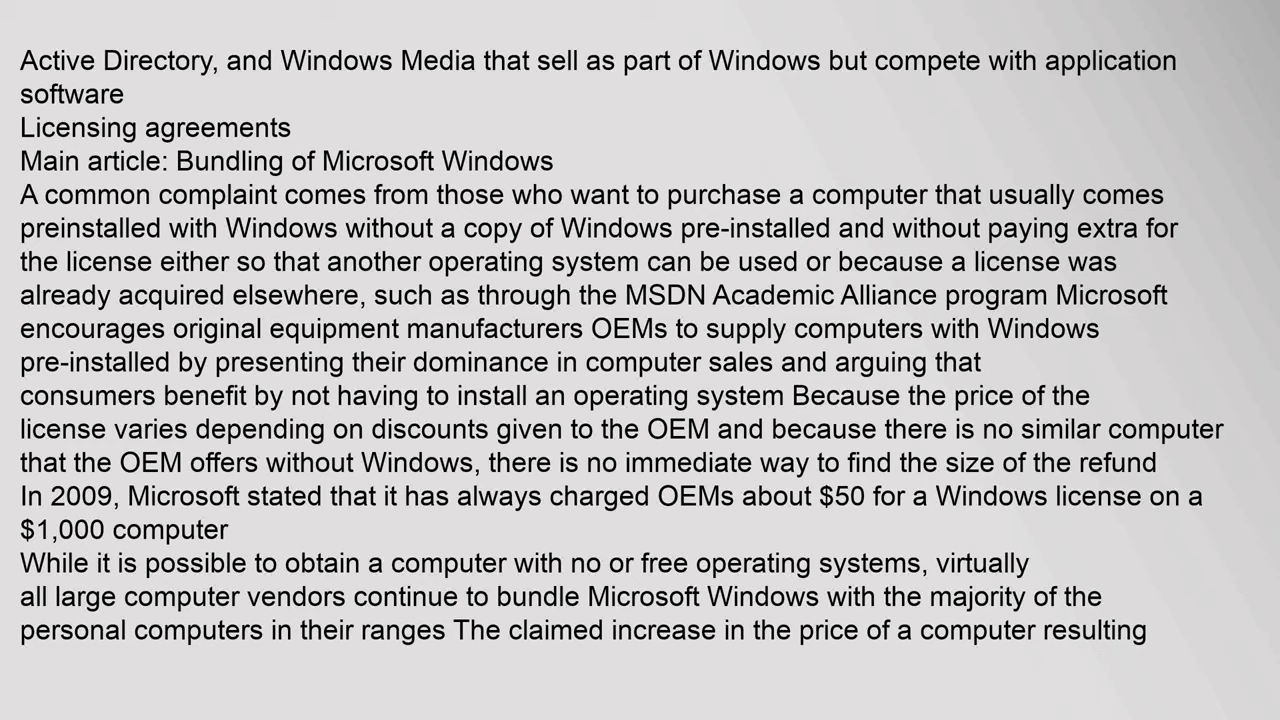 Active Directory, and Windows Media that sell as part of Windows but compete with application
software
Licensing agreements
Main article: Bundling of Microsoft Windows
A common complaint comes from those who want to purchase a computer that usually comes
preinstalled with Windows without a copy of Windows pre-installed and without paying extra for
the license either so that another operating system can be used or because a license was
already acquired elsewhere, such as through the MSDN Academic Alliance program Microsoft
encourages original equipment manufacturers OEMs to supply computers with Windows
pre-installed by presenting their dominance in computer sales and arguing that
consumers benefit by not having to install an operating system Because the price of the
license varies depending on discounts given to the OEM and because there is no similar computer
that the OEM offers without Windows, there is no immediate way to find the size of the refund
In 2009, Microsoft stated that it has always charged OEMs about $50 for a Windows license on a
$1,000 computer
While it is possible to obtain a computer with no or free operating systems, virtually
all large computer vendors continue to bundle Microsoft Windows with the majority of the
personal computers in their ranges The claimed increase in the price of a computer resulting